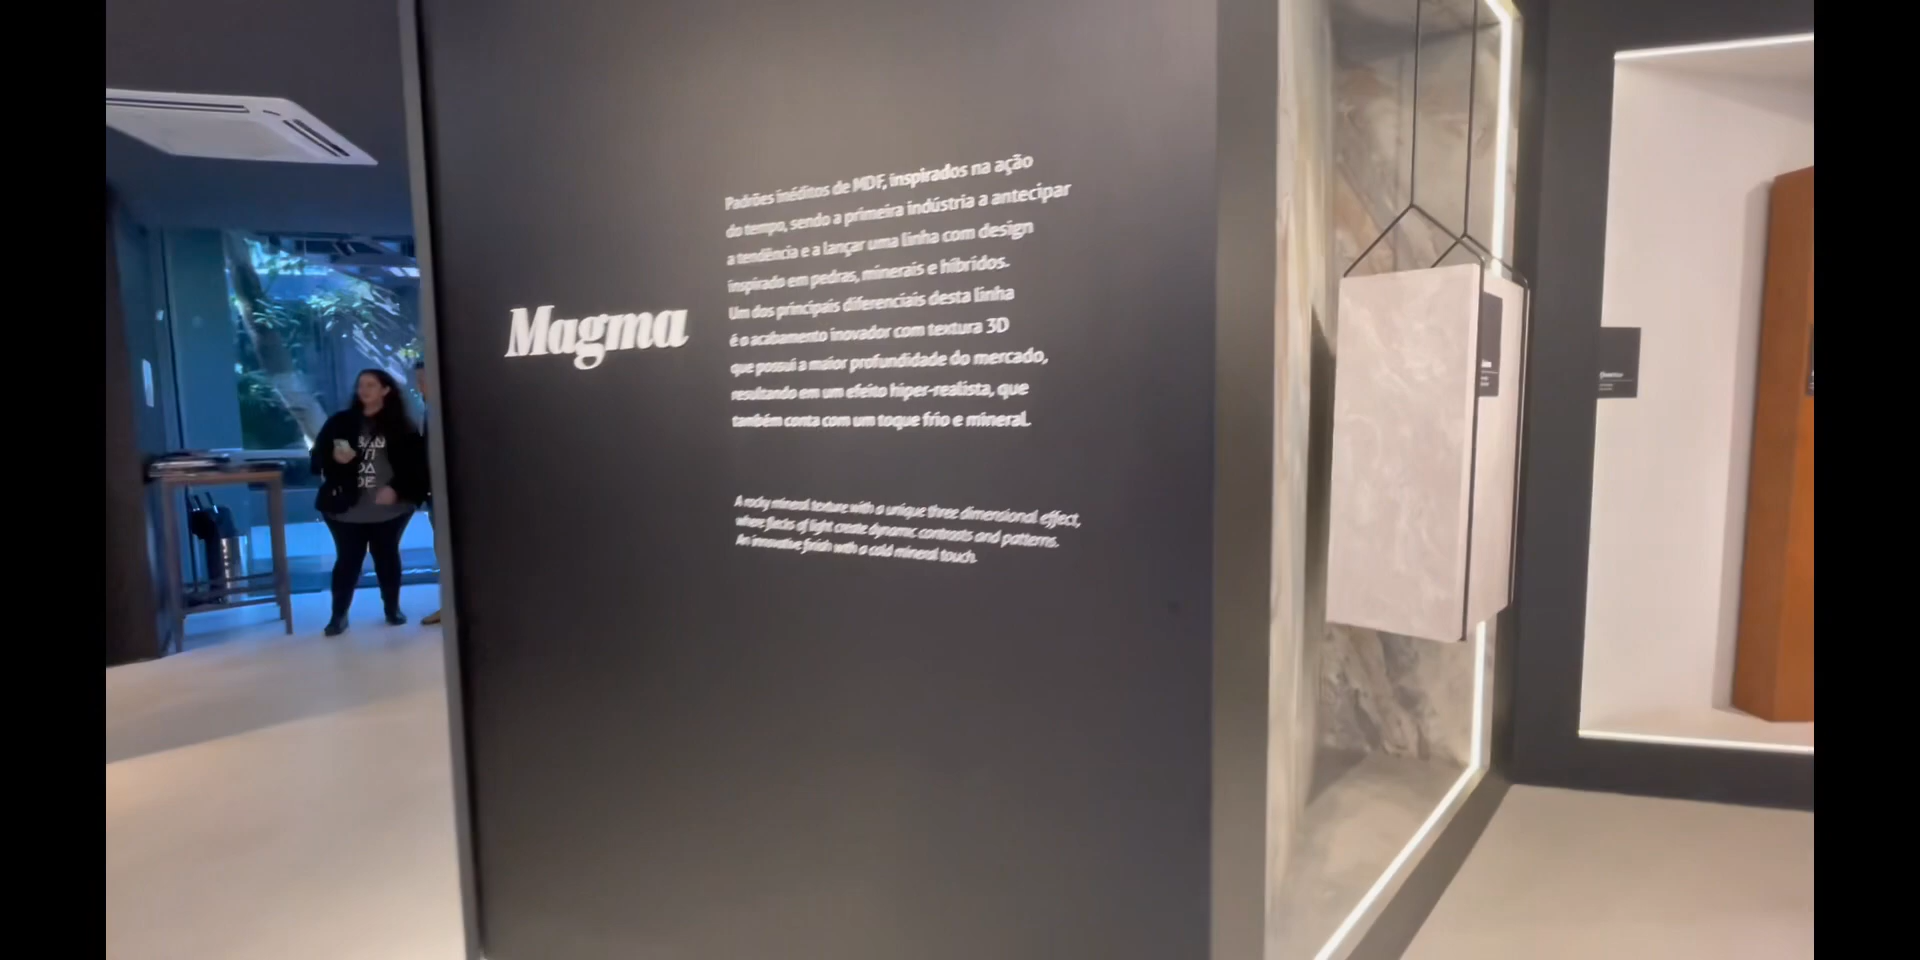 Magma
Padrões inéditos de MDF, inspirados na ação
do tempo, sendo a primeira indústria a antecipar
a tendência e a lançar uma linha com design
inspirado em pedras, minerais e híbridos.
Um dos principais diferenciais desta linha
é o acabamento inovador com textura 3D
que possui a maior profundidade do mercado,
resultando em um efeito hiper-realista, que
também conta com um toque frio e mineral.
A rocky mineral texture with a unique three dimensional effect,
where flecks of light create dynamic contrasts and patterns.
An innovative finish with a cold mineral touch.
DA
DE